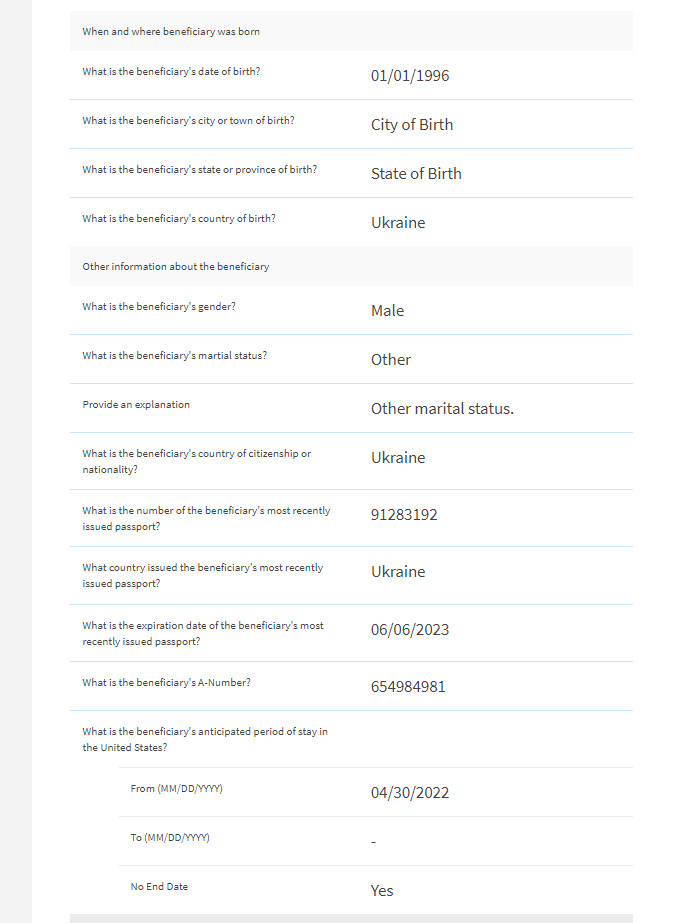 When and where beneficiary was born
What is the beneficiary's date of birth?
01/01/1996
What is the beneficiary's city or town of birth?
City of Birth
What is the beneficiary's state or province of birth?
State of Birth
What is the beneficiary's country of birth?
Ukraine
Other information about the beneficiary
What is the beneficiary's gender?
Male
What is the beneficiary's martial status?
Other
Provide an explanation
Other marital status.
What is the beneficiary's country of citizenship or
nationality?
Ukraine
What is the number of the beneficiary's most recently
issued passport?
91283192
What country issued the beneficiary's most recently
issued passport?
Ukraine
What is the expiration date of the beneficiary's most
recently issued passport?
06/06/2023
What is the beneficiary's A-Number?
654984981
What is the beneficiary's anticipated period of stay in
the United States?
From (MM/DD/YYYY)
04/30/2022
To (MM/DD/YYYY)
-
No End Date
Yes